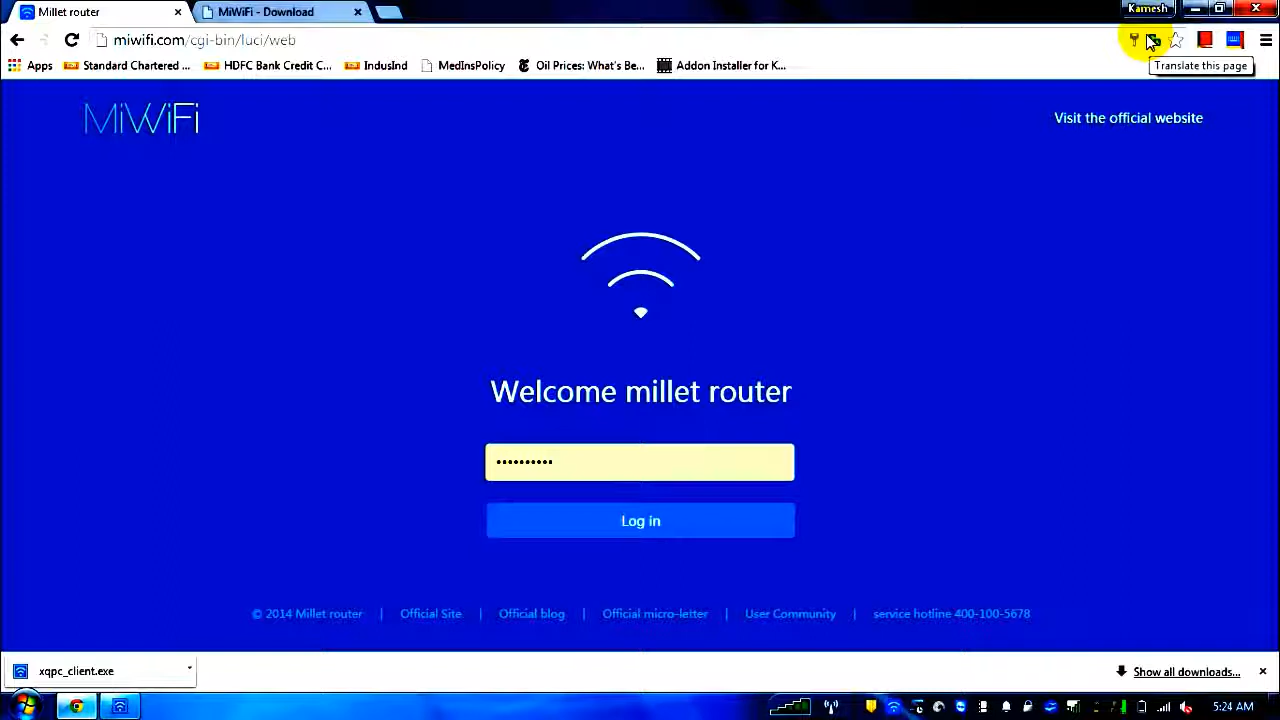 Millet router
MiWiFi - Download
Kamesh
miwifi.com/cgi-bin/luci/web
Apps
Standard Chartered ...
HDFC Bank Credit C...
IndusInd
MedInsPolicy
Oil Prices: What's Be...
Addon Installer for K...
Translate this page
MiWiFi
Visit the official website
Welcome millet router
••••••••••
Log in
© 2014 Millet router | Official Site | Official blog | Official micro-letter | User Community | service hotline 400-100-5678
xqpc_client.exe
Show all downloads...
5:24 AM